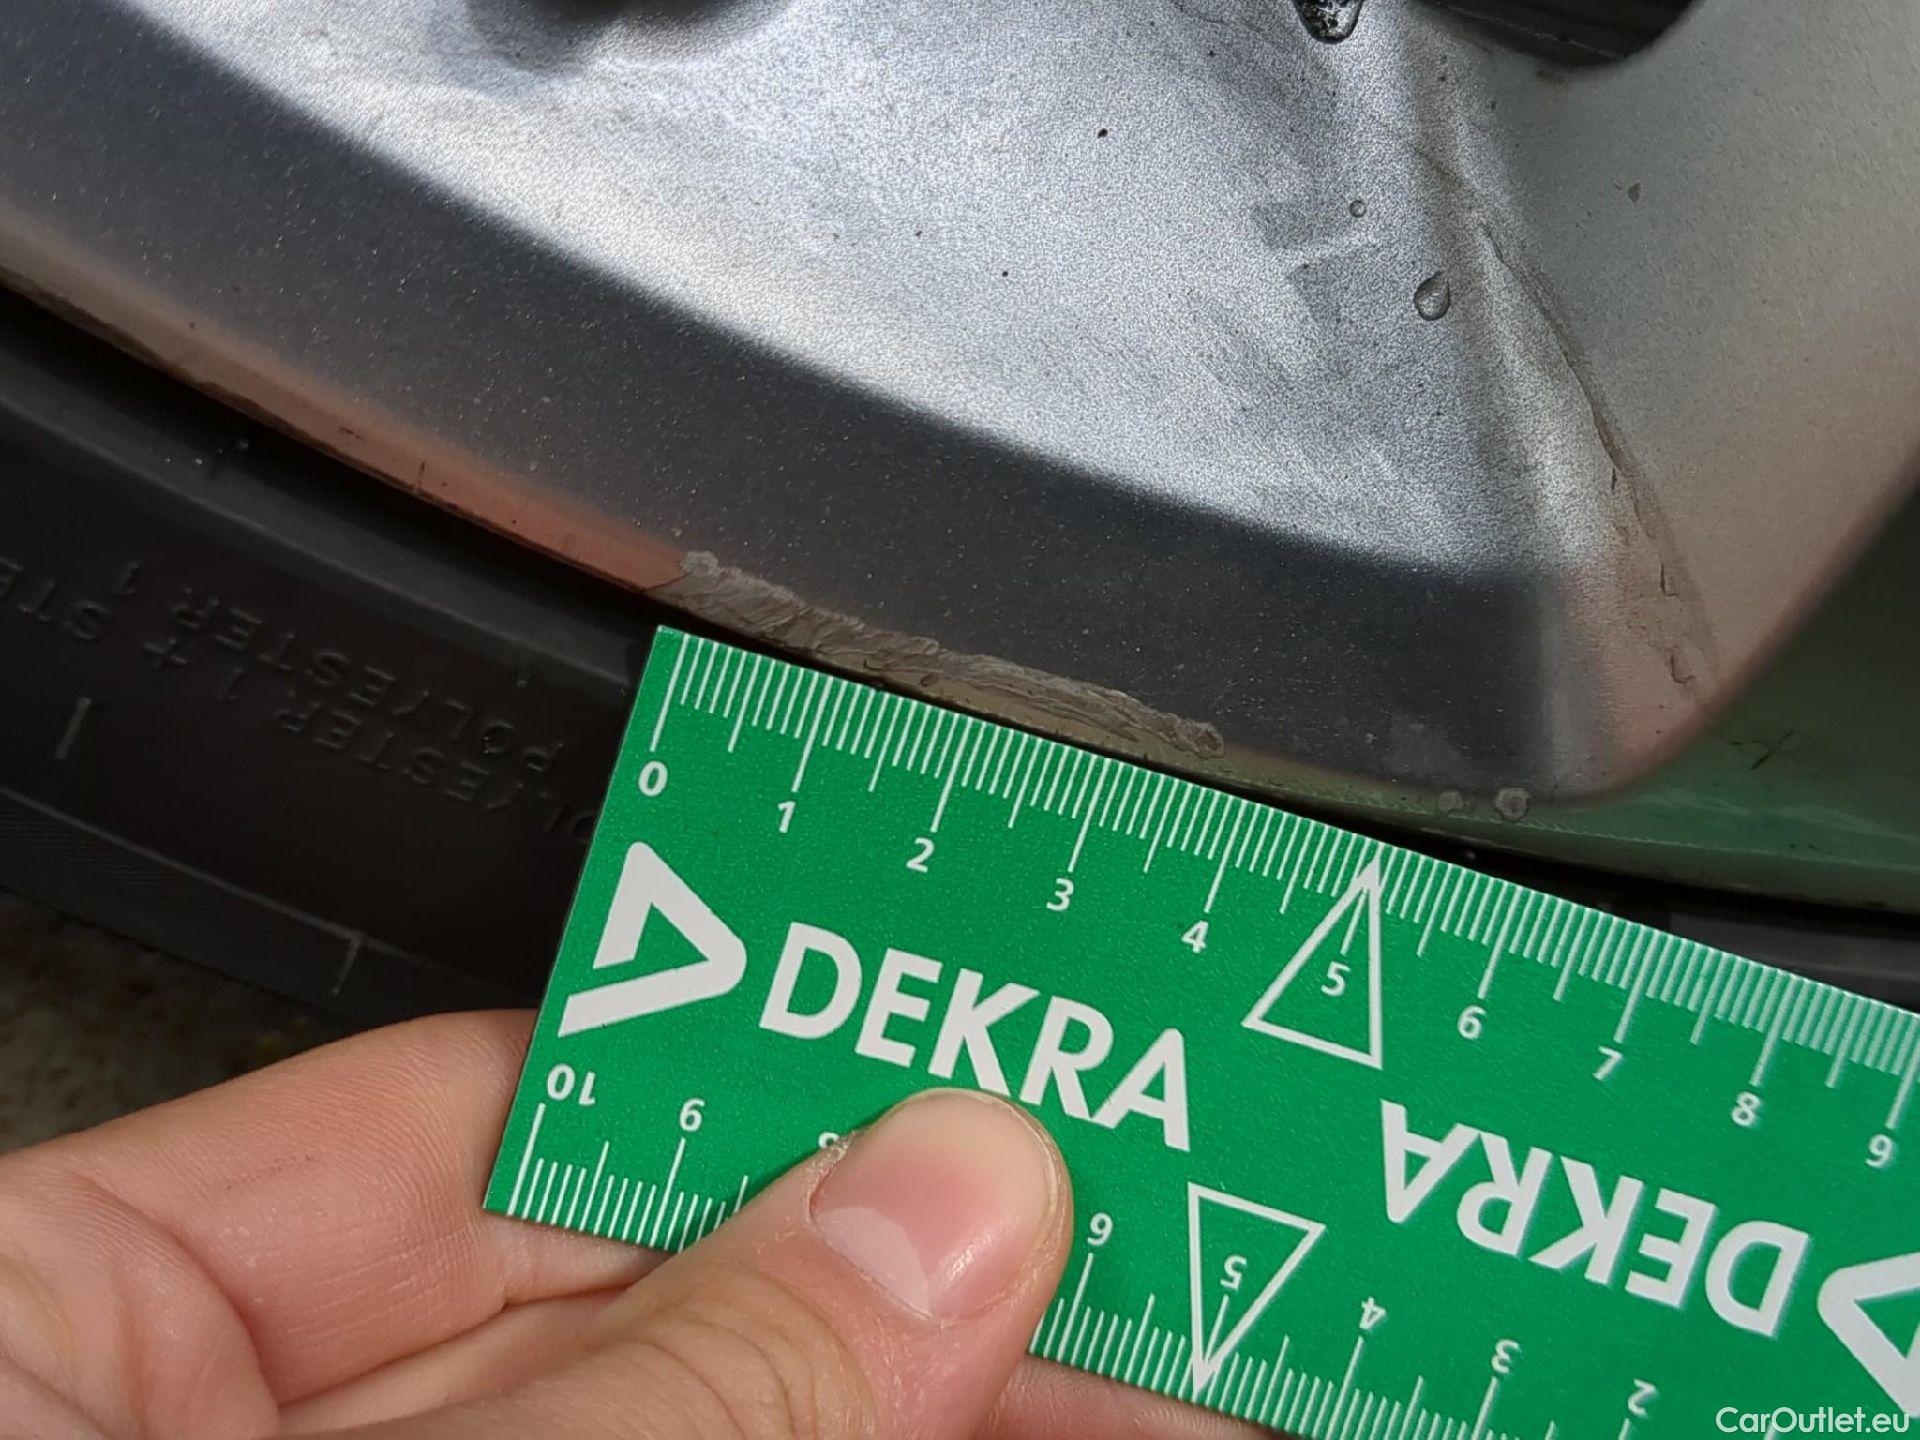 POLYESTER 1 + STE
POLYESTER 1
0 1 2 3 4 5 6 7 8 9
DEKRA
DEKRA
10 9 6 5 4 3 2
CarOutlet.eu